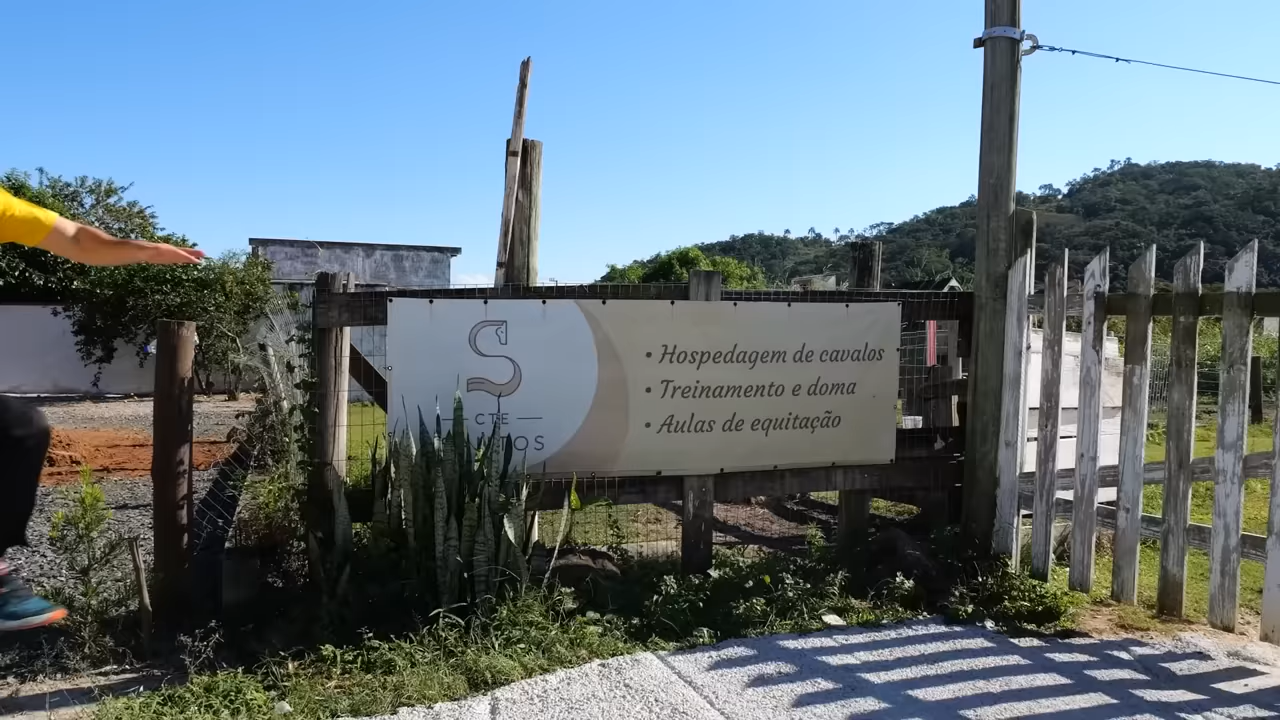 CTE
• Hospedagem de cavalos
• Treinamento e doma
• Aulas de equitação